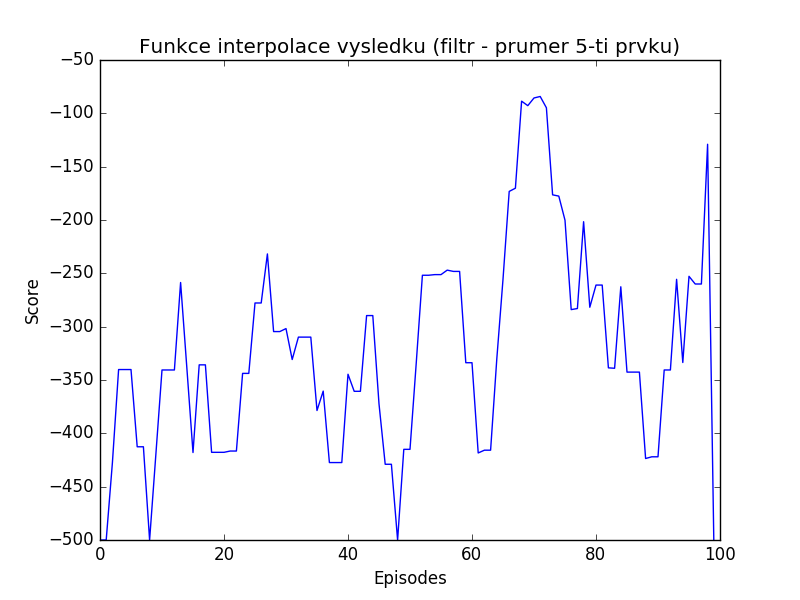 Funkce interpolace vysledku (filtr - prumer 5-ti prvku)
−50
−100
−150
−200
−250
−300
−350
−400
−450
−500
Score
0 20 40 60 80 100
Episodes